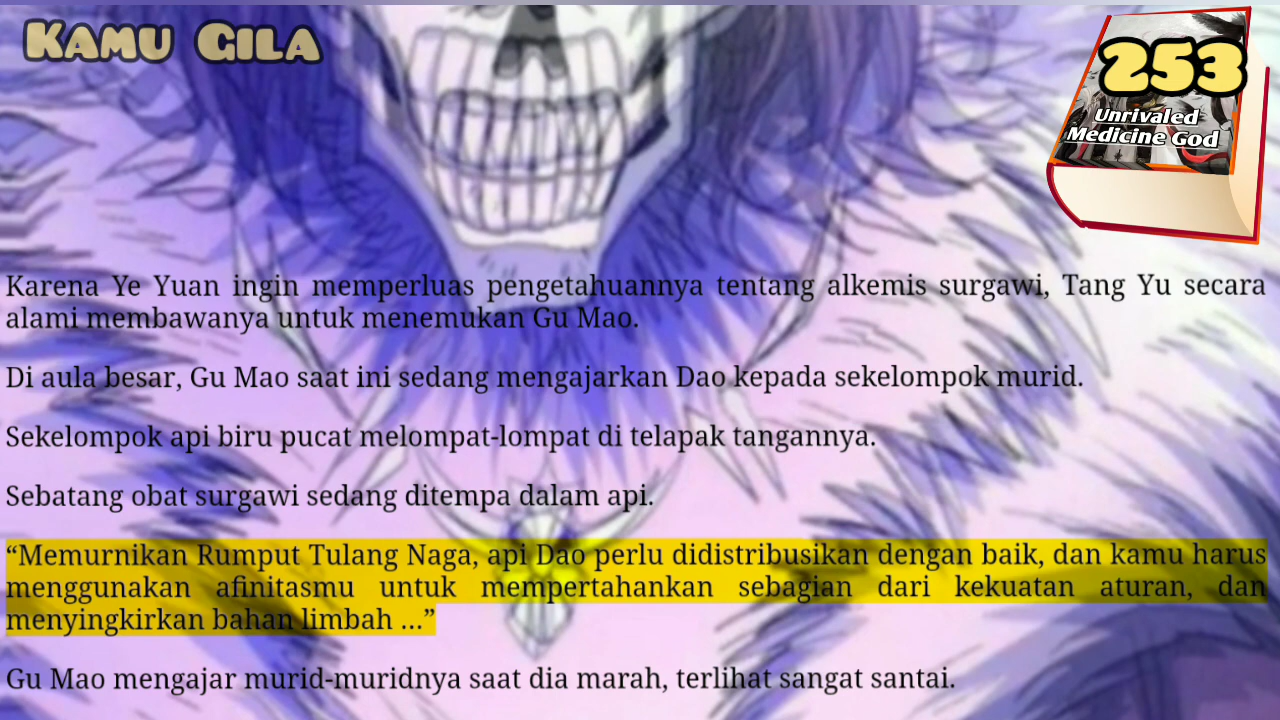 Kamu Gila
253
Unrivaled
Medicine God
Karena Ye Yuan ingin memperluas pengetahuannya tentang alkemis surgawi, Tang Yu secara
alami membawanya untuk menemukan Gu Mao.
Di aula besar, Gu Mao saat ini sedang mengajarkan Dao kepada sekelompok murid.
Sekelompok api biru pucat melompat-lompat di telapak tangannya.
Sebatang obat surgawi sedang ditempa dalam api.
“Memurnikan Rumput Tulang Naga, api Dao perlu didistribusikan dengan baik, dan kamu harus
menggunakan afinitasmu untuk mempertahankan sebagian dari kekuatan aturan, dan
menyingkirkan bahan limbah ...”
Gu Mao mengajar murid-muridnya saat dia marah, terlihat sangat santai.